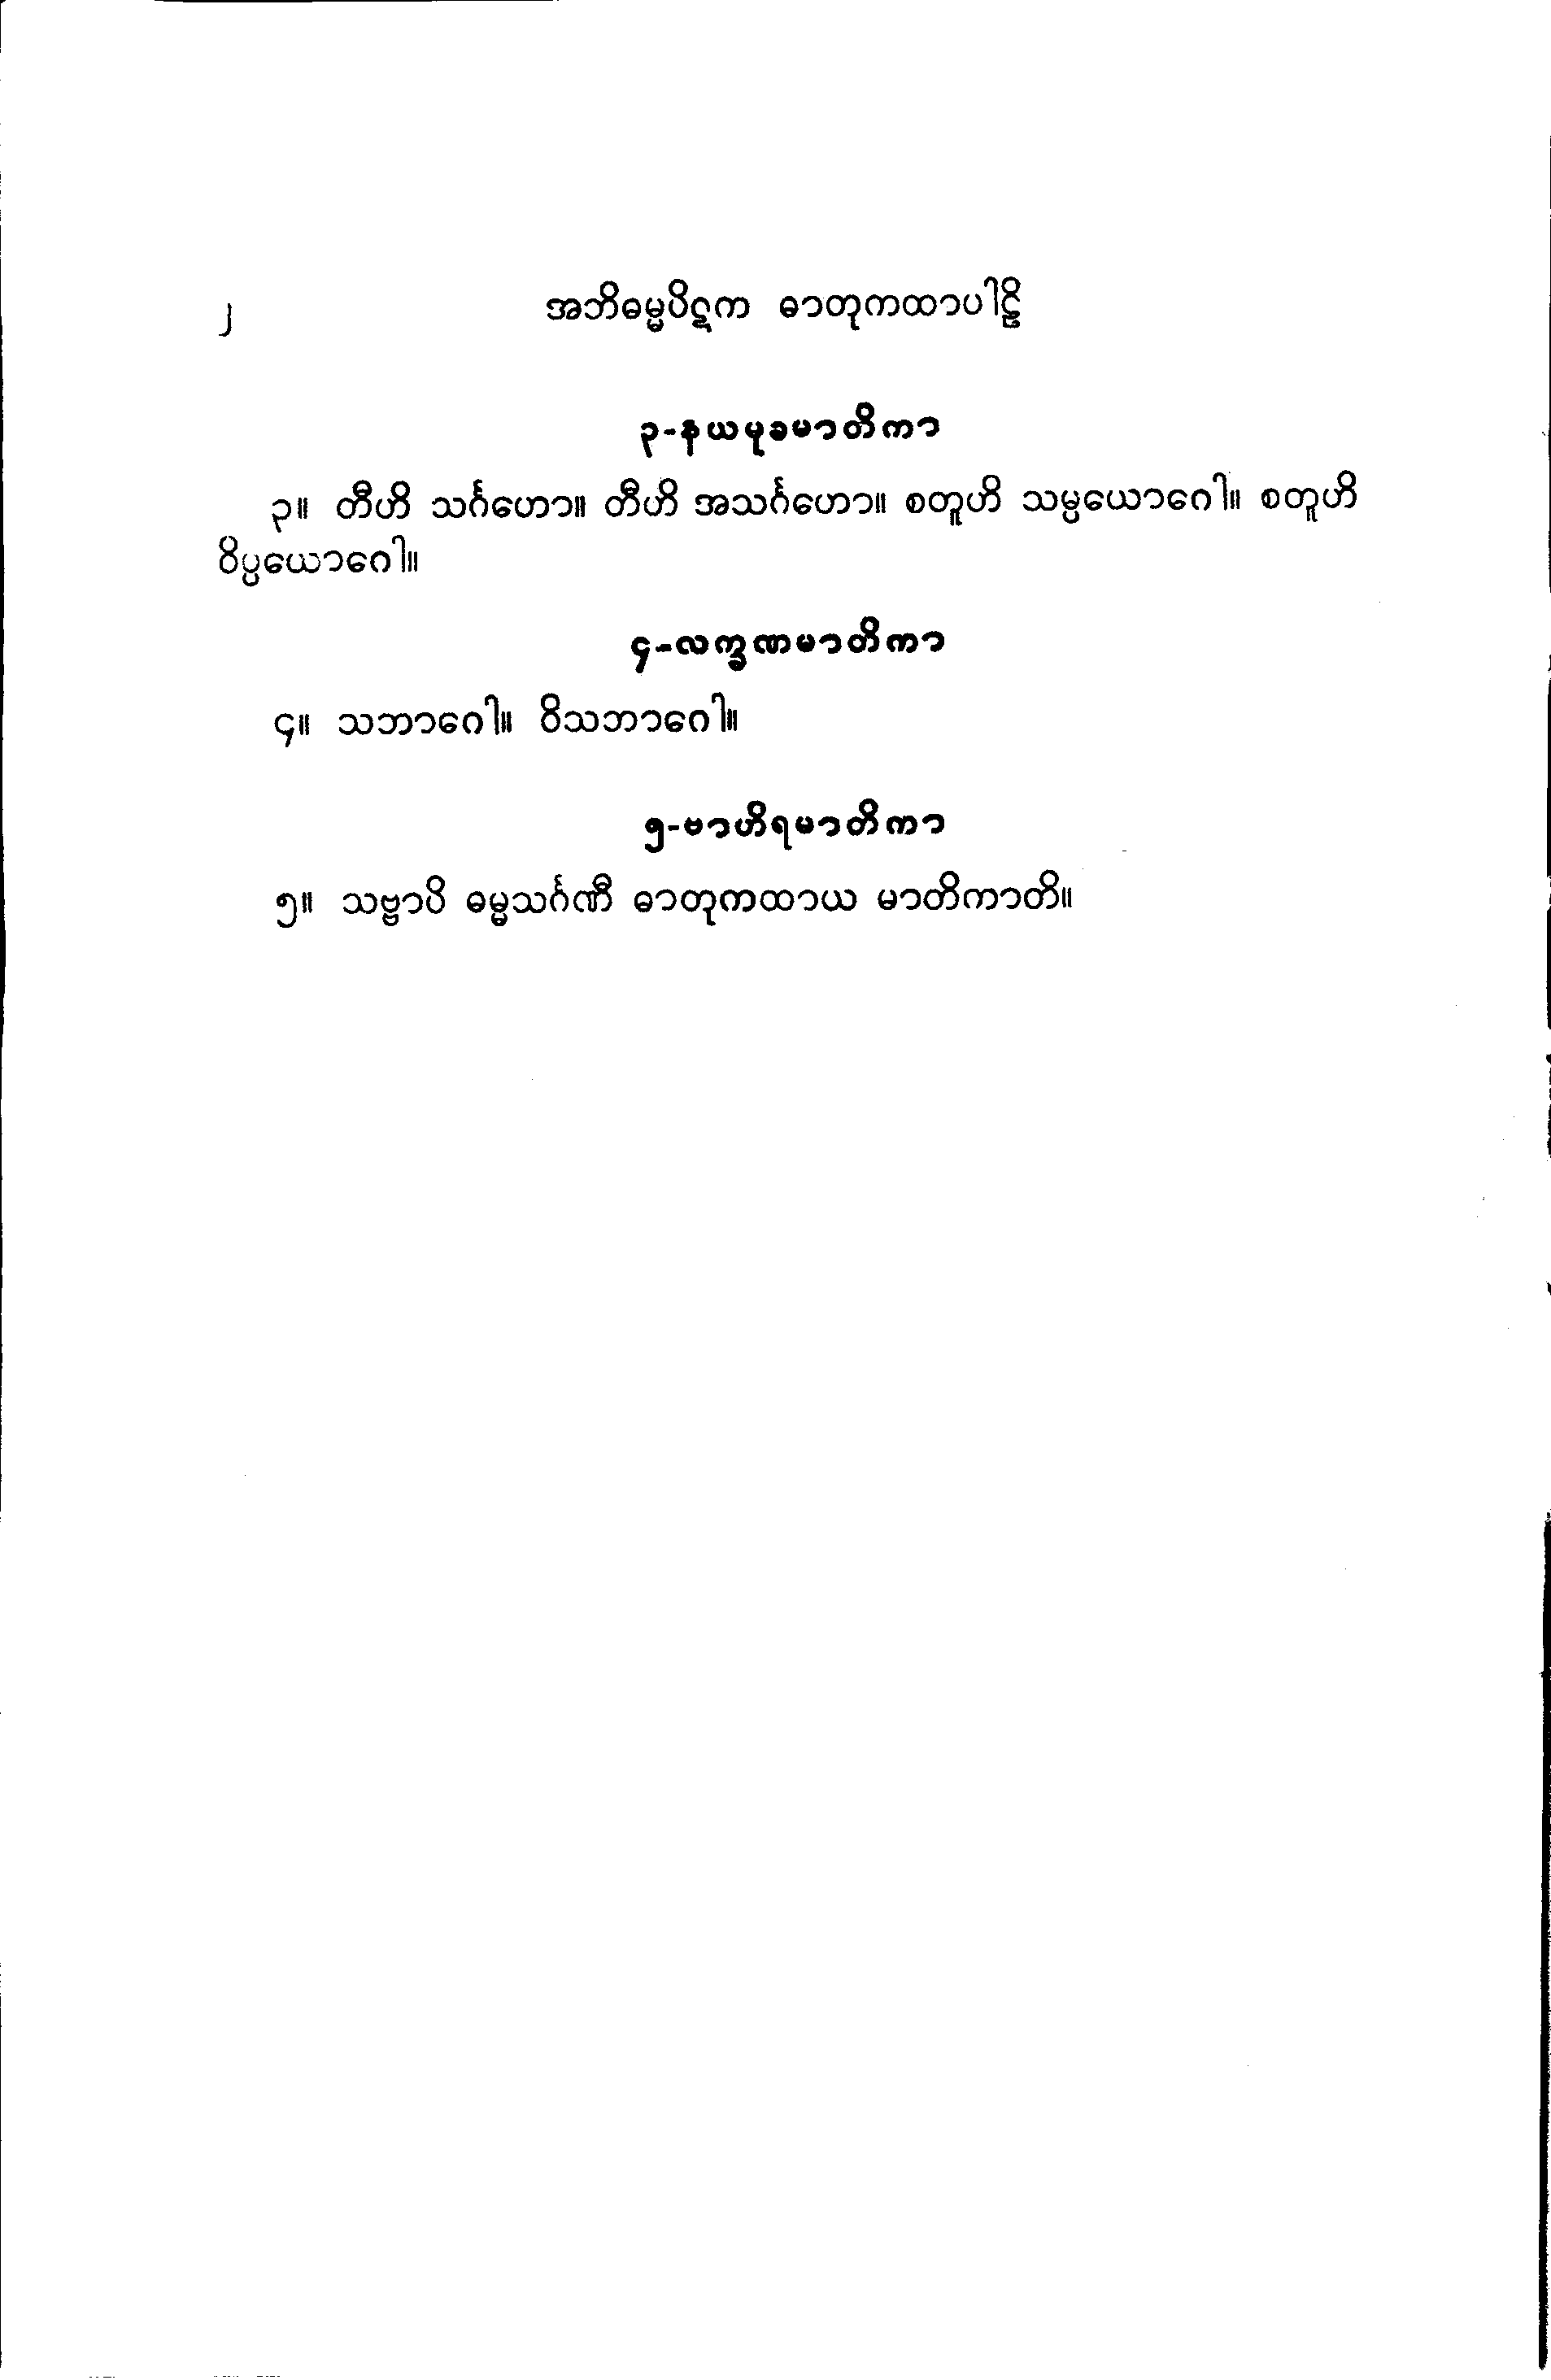 ၂ အဘိဓမ္မပိဋက ဓာတုကထာပါဠိ
၃-နယမုခမာတိကာ
၃။ တီဟိ သင်္ဂဟော။ တီဟိ အသင်္ဂဟော။ စတူဟိ သမ္ပယောဂေါ။ စတူဟိ
ဝိပ္ပယောဂေါ။
၄-လက္ခဏမာတိကာ
၄။ သဘာဂေါ။ ဝိသဘာဂေါ။
၅-ဗာဟိရမာတိကာ
၅။ သဗ္ဗာပိ ဓမ္မသင်္ဂဏီ ဓာတုကထာယ မာတိကာတိ။